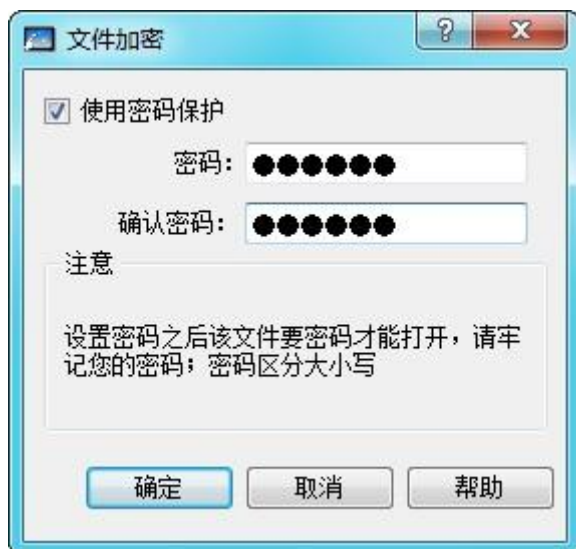 文件加密
使用密码保护
密码：●●●●●●
确认密码：●●●●●●
注意
设置密码之后该文件要密码才能打开，请牢
记您的密码；密码区分大小写
确定 取消 帮助